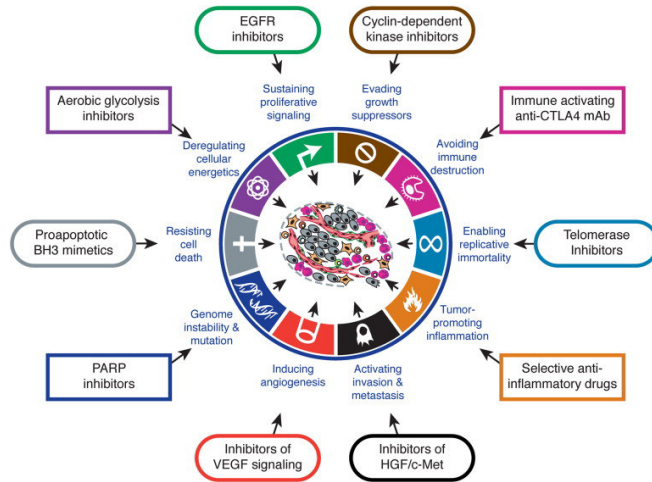 EGFR
inhibitors
Cyclin-dependent
kinase inhibitors
Sustaining
proliferative
signaling
Evading
growth
suppressors
Aerobic glycolysis
inhibitors
Immune activating
anti-CTLA4 mAb
Deregulating
cellular
energetics
Avoiding
immune
destruction
Proapoptotic
BH3 mimetics
Resisting
cell
death
Enabling
replicative
immortality
Telomerase
Inhibitors
Genome
instability &
mutation
Tumor-
promoting
inflammation
PARP
inhibitors
Inducing
angiogenesis
Activating
invasion &
metastasis
Selective anti-
inflammatory drugs
Inhibitors of
VEGF signaling
Inhibitors of
HGF/c-Met